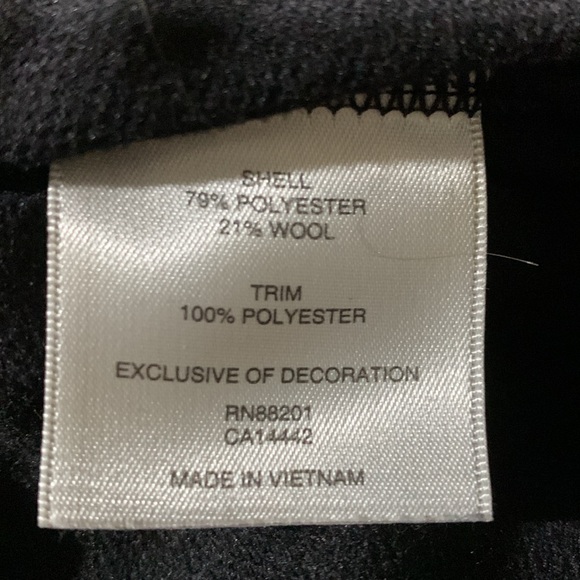 SHELL
79% POLYESTER
21% WOOL
TRIM
100% POLYESTER
EXCLUSIVE OF DECORATION
RN88201
CA14442
MADE IN VIETNAM